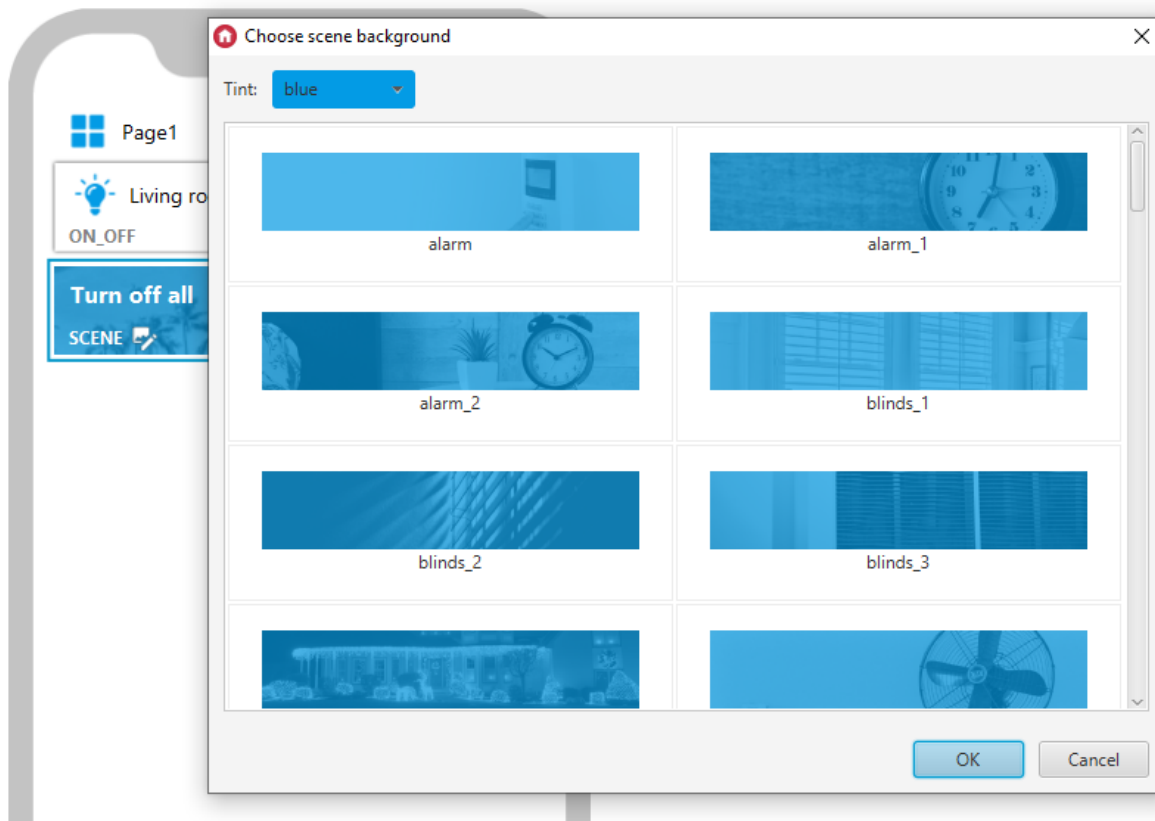 Choose scene background
Tint: blue
Page1
Living ro
ON_OFF
Turn off all
SCENE
alarm
alarm_1
alarm_2
blinds_1
blinds_2
blinds_3
OK
Cancel